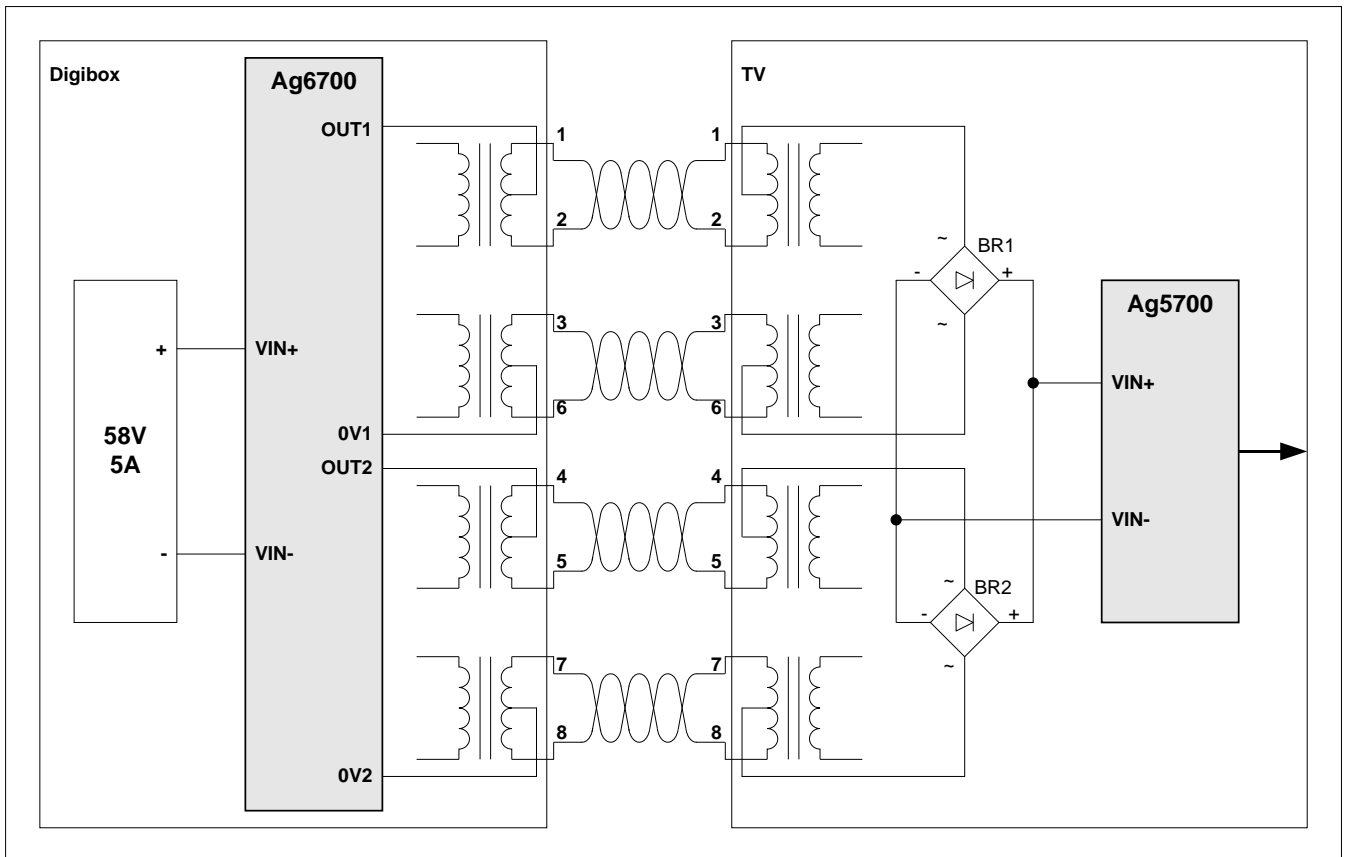 Digibox
Ag6700
OUT1
VIN+
VIN-
0V1
OUT2
0V2
+
-
58V
5A
1
2
3
6
4
5
7
8
TV
1
2
3
6
4
5
7
8
~
BR1
-
+
~
~
BR2
-
+
~
Ag5700
VIN+
VIN-